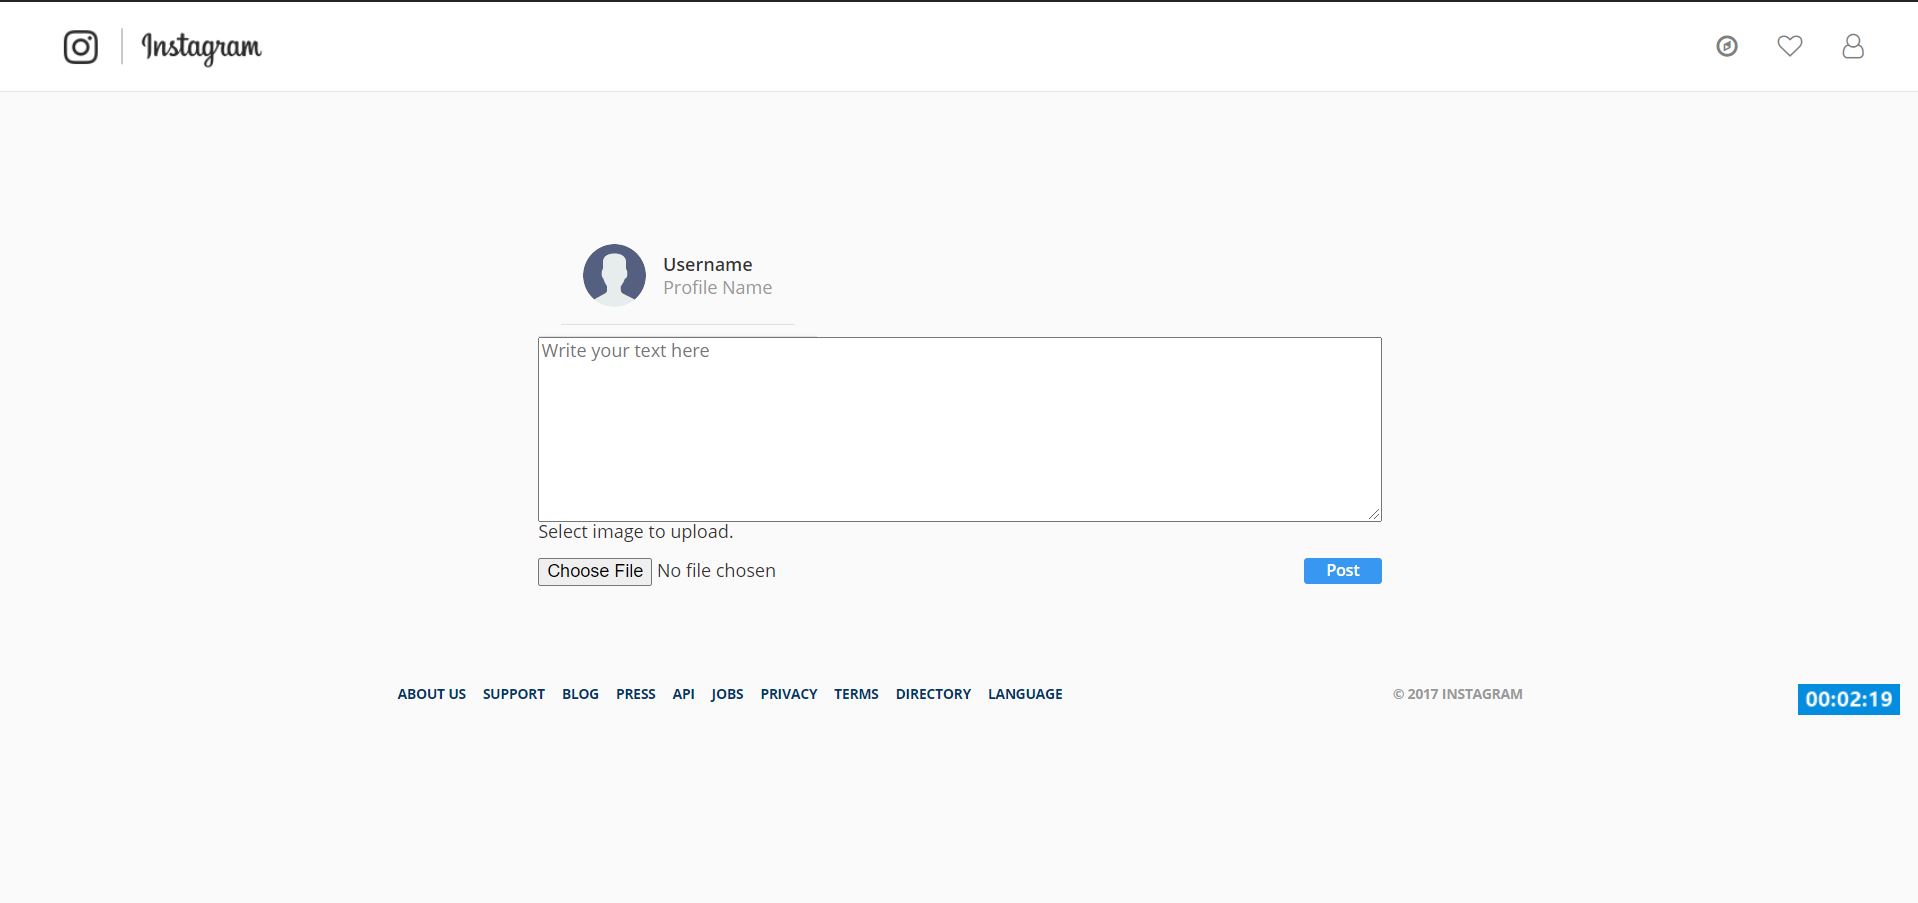 Instagram
Username
Profile Name
Write your text here
Select image to upload.
Choose File No file chosen
Post
ABOUT US SUPPORT BLOG PRESS API JOBS PRIVACY TERMS DIRECTORY LANGUAGE
© 2017 INSTAGRAM
00:02:19